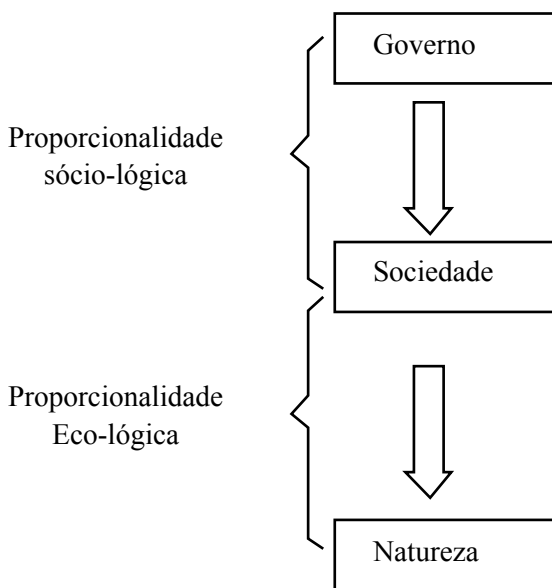 Governo
Proporcionalidade
sócio-lógica
Sociedade
Proporcionalidade
Eco-lógica
Natureza